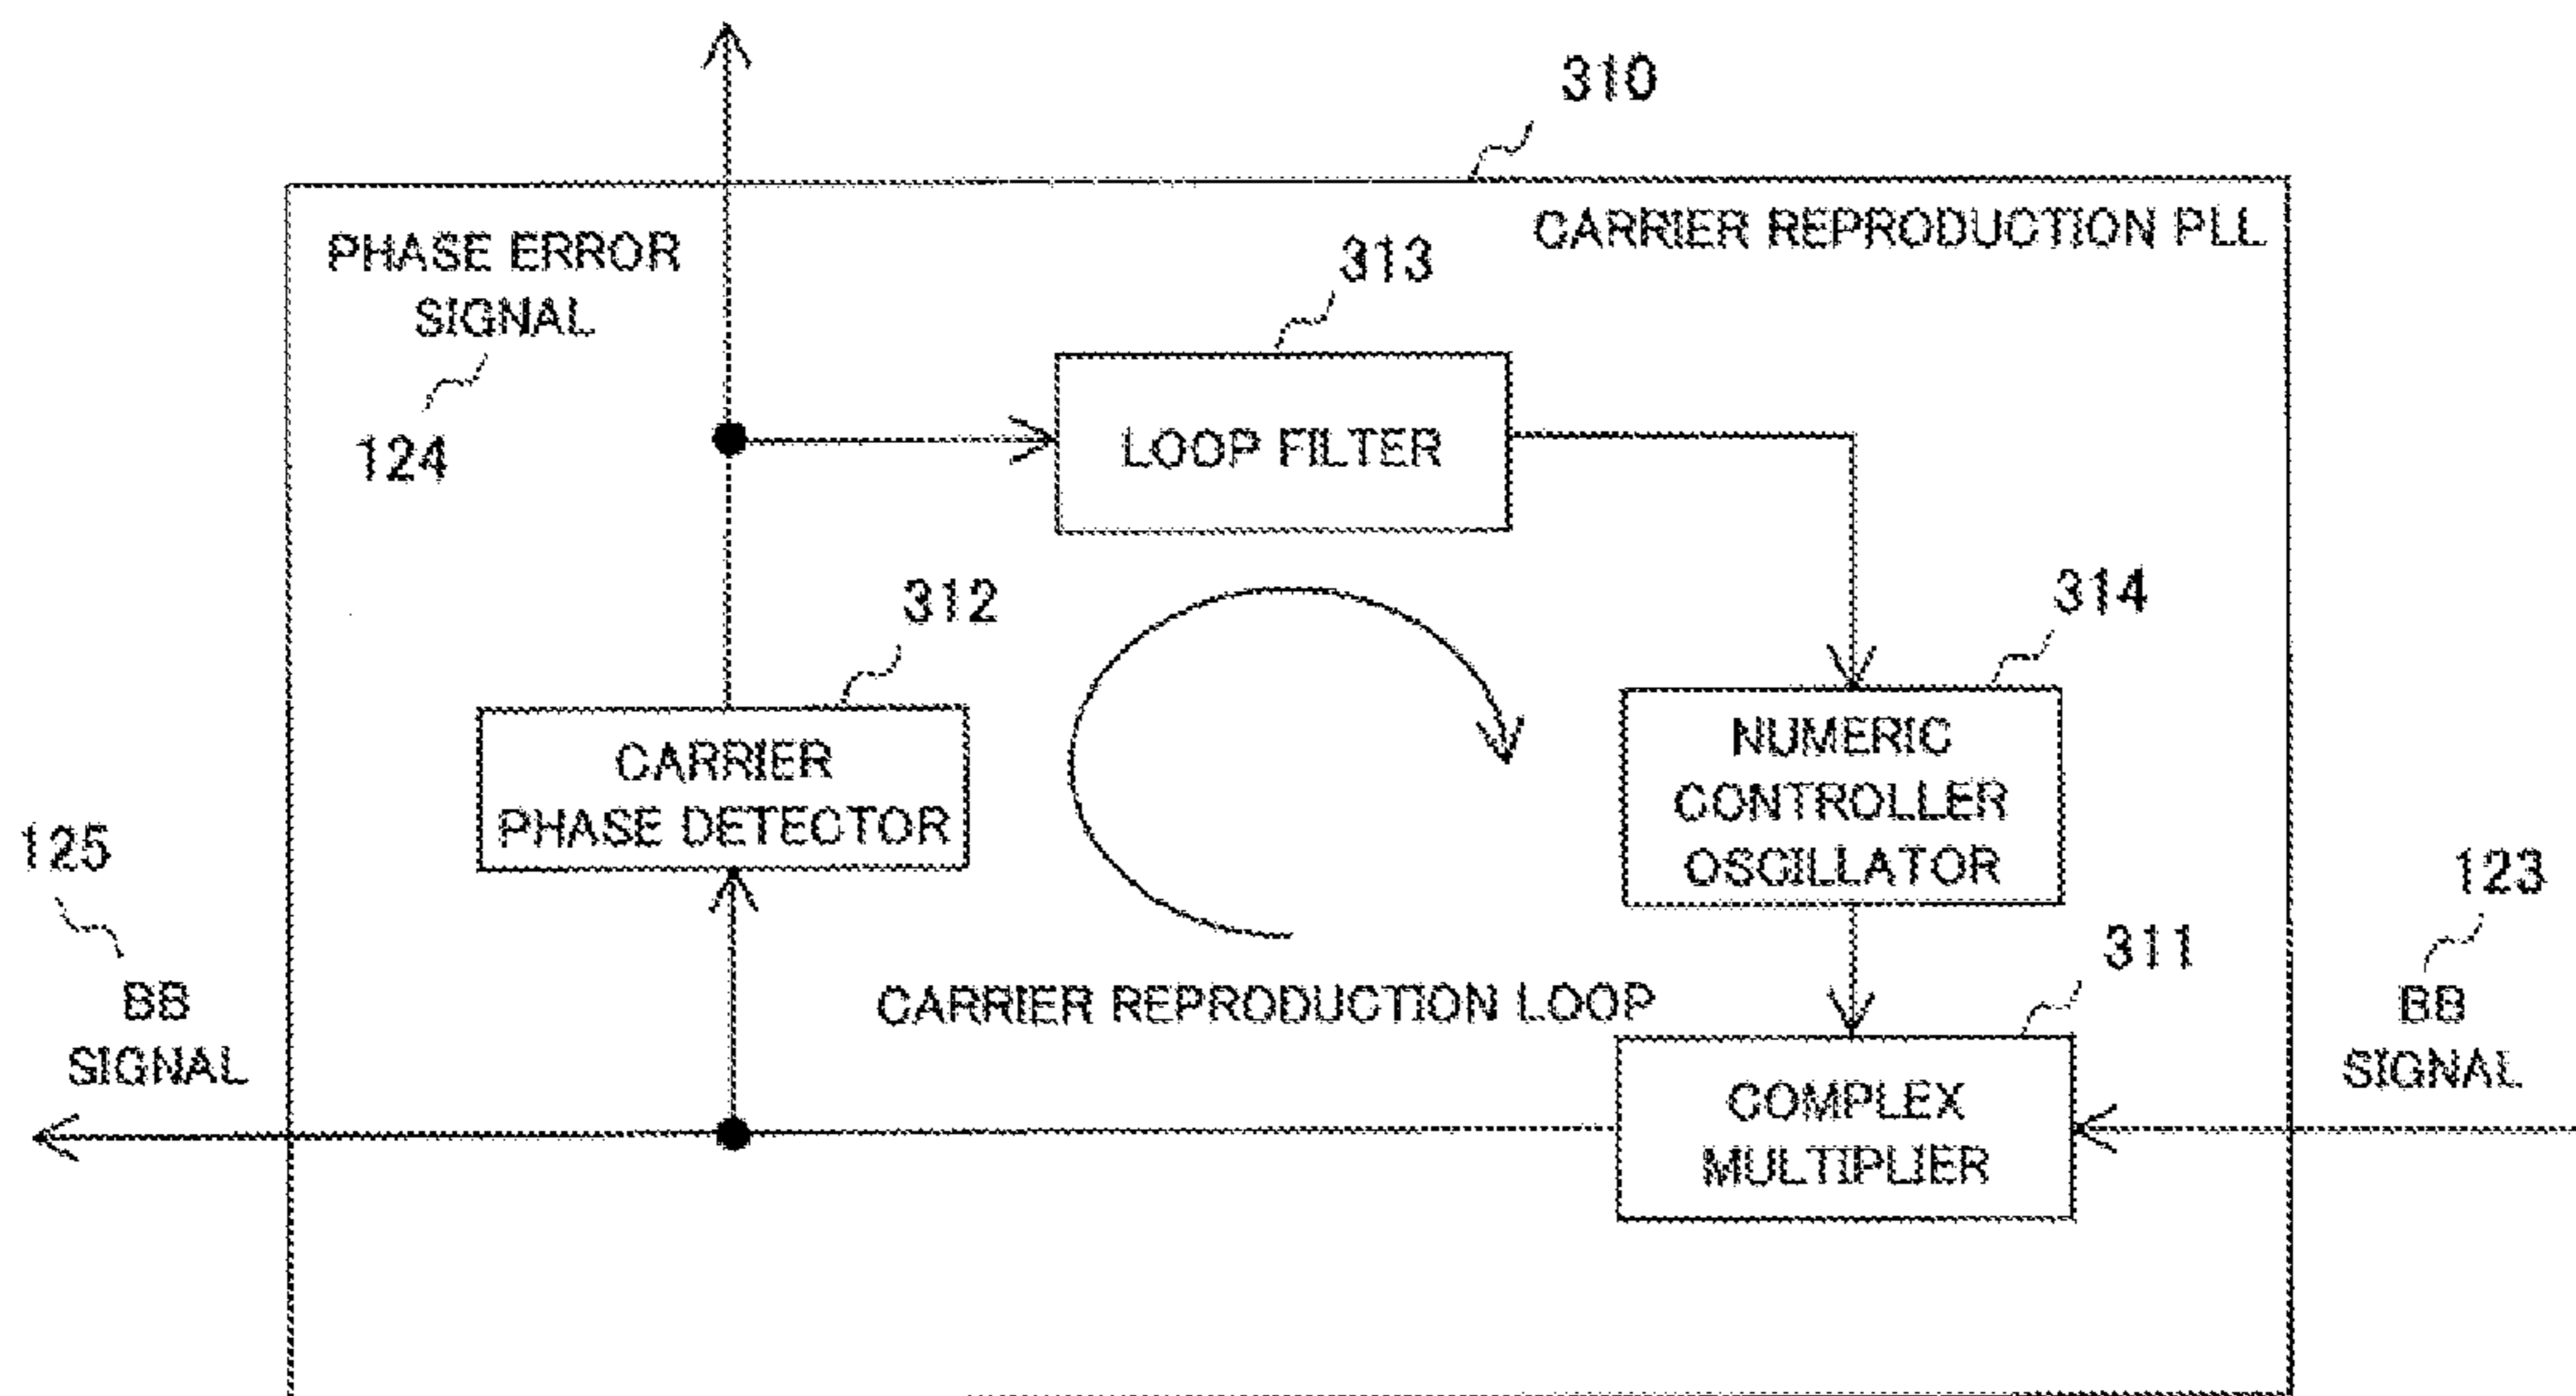 310
CARRIER REPRODUCTION PLL
PHASE ERROR
SIGNAL
124
313
LOOP FILTER
312
CARRIER
PHASE DETECTOR
314
NUMERIC
CONTROLLER
OSCILLATOR
125
BB
SIGNAL
CARRIER REPRODUCTION LOOP
311
COMPLEX
MULTIPLIER
123
BB
SIGNAL